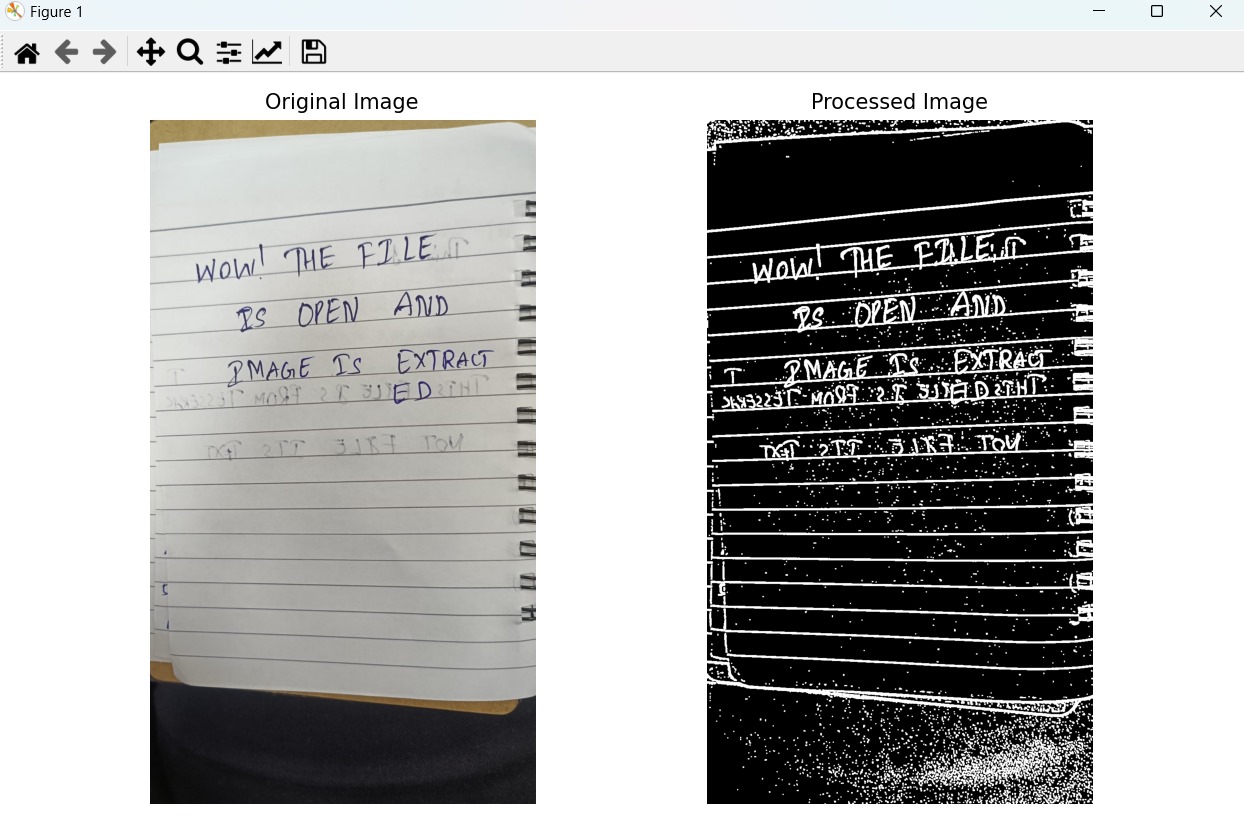 Figure 1
Original Image
WOW! THE FILE
IS OPEN AND
IMAGE IS EXTRACT
ED
Processed Image
WOW! THE FILE
IS OPEN AND
IMAGE IS EXTRACT
ED